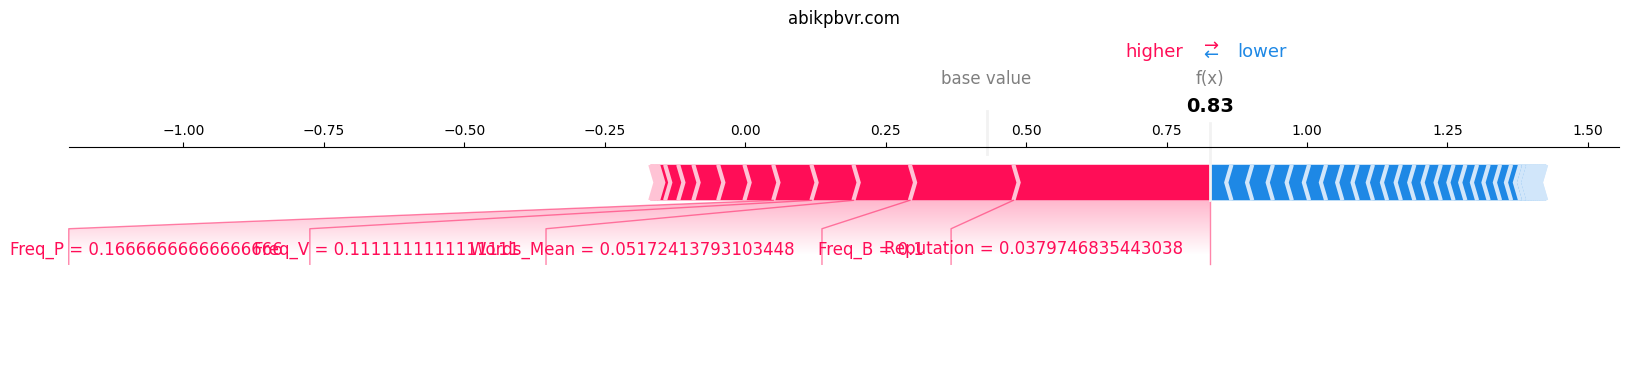 abikpbvr.com
higher → ← lower
base value f(x)
0.83
−1.00 −0.75 −0.50 −0.25 0.00 0.25 0.50 0.75 1.00 1.25 1.50
Freq_P = 0.16666666666666666 Freq_V = 0.1111111111111111 Words_Mean = 0.05172413793103448 Freq_B = 0.1 Reputation = 0.0379746835443038